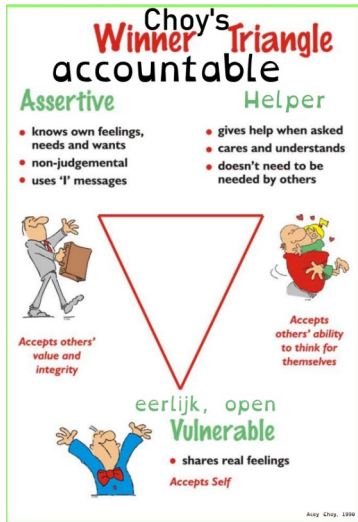 Choy's
Winner Triangle
accountable
Assertive
• knows own feelings,
needs and wants
• non-judgemental
• uses 'I' messages
Helper
• gives help when asked
• cares and understands
• doesn't need to be
needed by others
Accepts others'
value and
integrity
Accepts
others' ability
to think for
themselves
eerlijk, open
Vulnerable
• shares real feelings
Accepts Self
Acey Choy, 1990